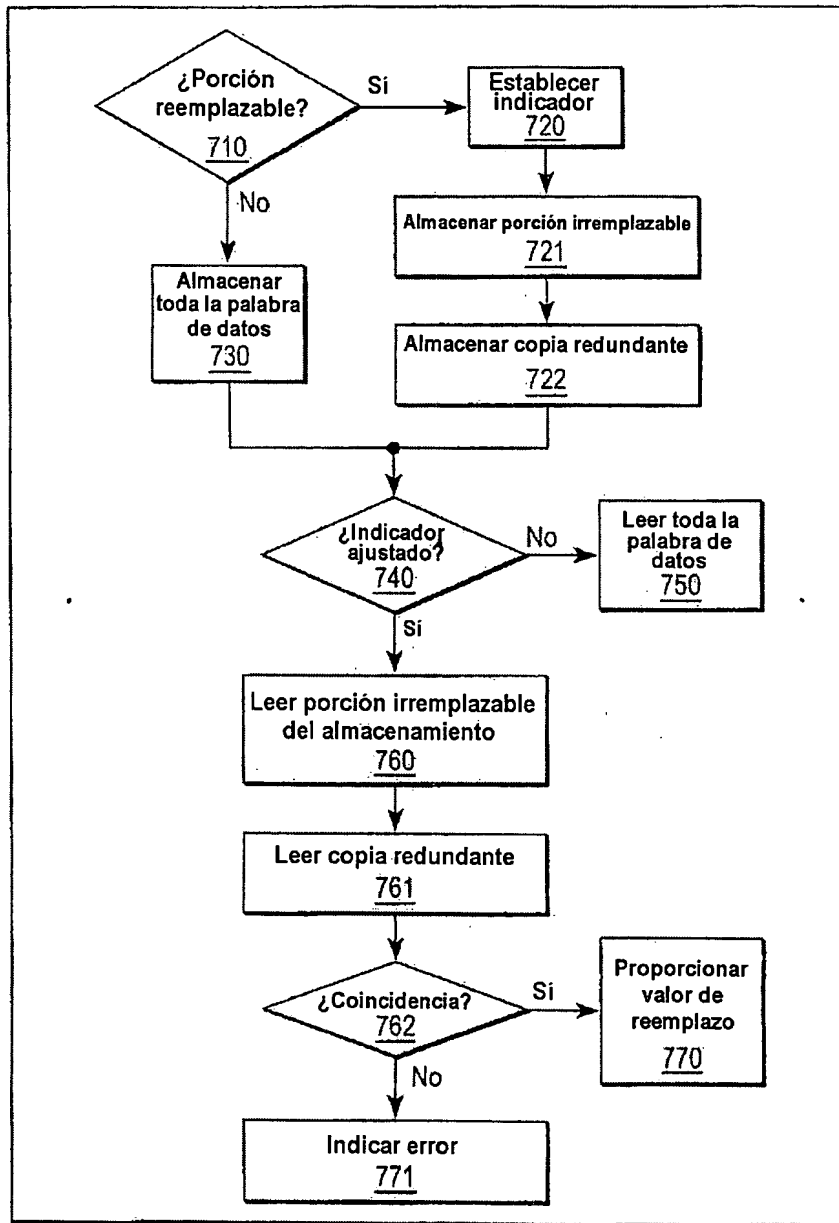 ¿Porción
reemplazable?
710
Sí
Establecer
indicador
720
No
Almacenar porción irremplazable
721
Almacenar
toda la palabra
de datos
730
Almacenar copia redundante
722
¿Indicador
ajustado?
740
No
Leer toda la
palabra de
datos
750
Sí
Leer porción irremplazable
del almacenamiento
760
Leer copia redundante
761
¿Coincidencia?
762
Sí
Proporcionar
valor de
reemplazo
770
No
Indicar error
771